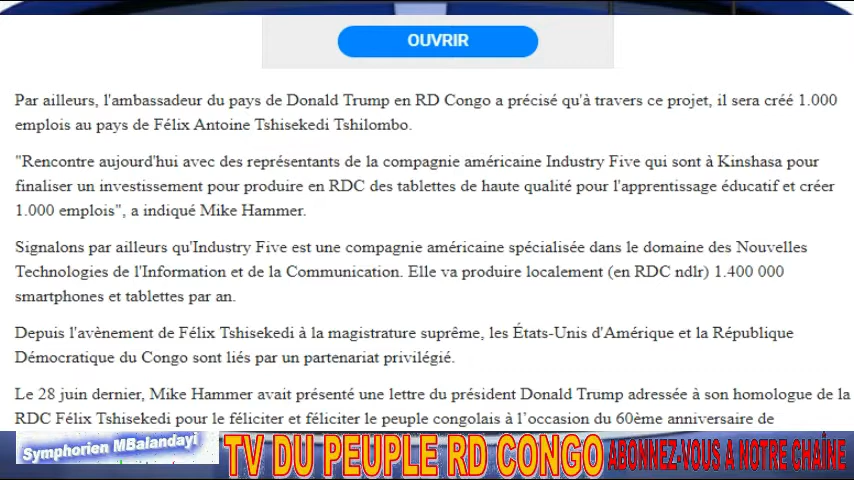 OUVRIR
Par ailleurs, l'ambassadeur du pays de Donald Trump en RD Congo a précisé qu'à travers ce projet, il sera créé 1.000
emplois au pays de Félix Antoine Tshisekedi Tshilombo.
"Rencontre aujourd'hui avec des représentants de la compagnie américaine Industry Five qui sont à Kinshasa pour
finaliser un investissement pour produire en RDC des tablettes de haute qualité pour l'apprentissage éducatif et créer
1.000 emplois", a indiqué Mike Hammer.
Signalons par ailleurs qu'Industry Five est une compagnie américaine spécialisée dans le domaine des Nouvelles
Technologies de l'Information et de la Communication. Elle va produire localement (en RDC ndlr) 1.400 000
smartphones et tablettes par an.
Depuis l'avènement de Félix Tshisekedi à la magistrature suprême, les États-Unis d'Amérique et la République
Démocratique du Congo sont liés par un partenariat privilégié.
Le 28 juin dernier, Mike Hammer avait présenté une lettre du président Donald Trump adressée à son homologue de la
RDC Félix Tshisekedi pour le féliciter et féliciter le peuple congolais à l'occasion du 60ème anniversaire de
Symphorien MBalandayi
TV DU PEUPLE RD CONGO
ABONNEZ-VOUS A NOTRE CHAÎNE